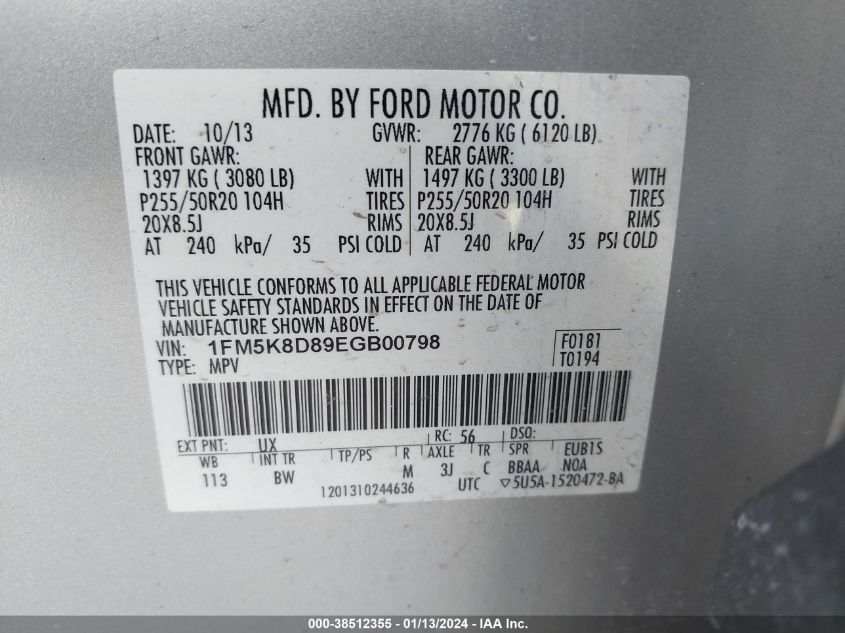 MFD. BY FORD MOTOR CO.
DATE: 10/13 GVWR: 2776 KG ( 6120 LB)
FRONT GAWR: REAR GAWR:
1397 KG ( 3080 LB) WITH 1497 KG ( 3300 LB) WITH
P255/50R20 104H TIRES P255/50R20 104H TIRES
20X8.5J RIMS 20X8.5J RIMS
AT 240 kPa/ 35 PSI COLD AT 240 kPa/ 35 PSI COLD
THIS VEHICLE CONFORMS TO ALL APPLICABLE FEDERAL MOTOR
VEHICLE SAFETY STANDARDS IN EFFECT ON THE DATE OF
MANUFACTURE SHOWN ABOVE.
VIN: 1FM5K8D89EGB00798 F0181
TYPE: MPV T0194
EXT PNT: UX RC: 56 DSO:
WB INT TR TP/PS R AXLE TR SPR EUB1S
113 BW M 3J C BBAA NOA
1201310244636 UTC ▽5U5A-1520472-BA
000-38512355 | 01/13/2024 - IAA Inc.